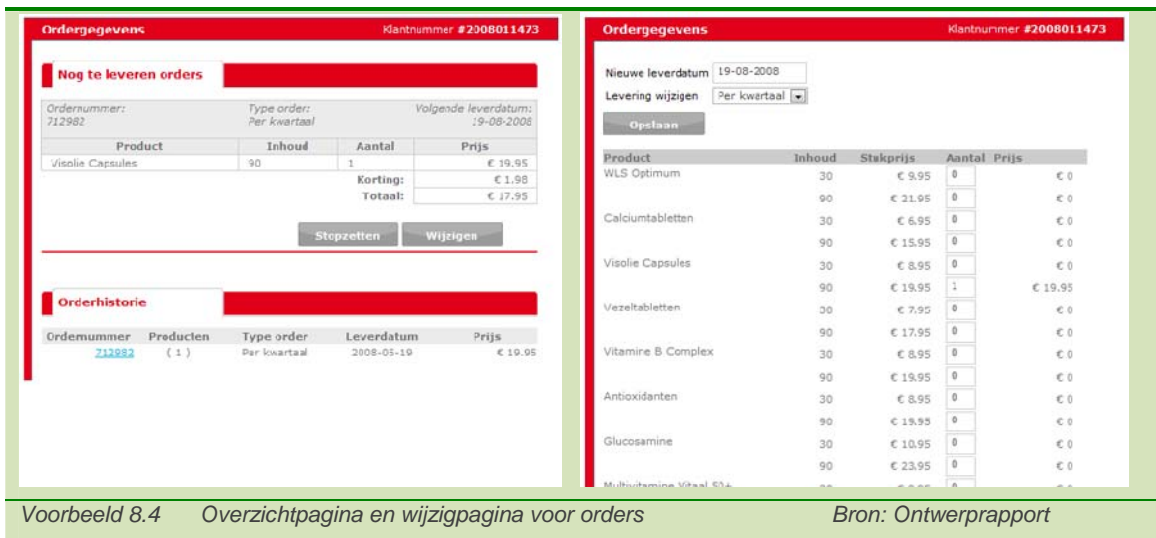 Ordergegevens Klantnummer #2008011473
Nog te leveren orders
Ordernummer: Type order: Volgende leverdatum:
712982 Per kwartaal 19-08-2008
Product Inhoud Aantal Prijs
Visolie Capsules 90 1 € 19.95
Korting: € 1.98
Totaal: € 17.95
Stopzetten Wijzigen
Orderhistorie
Ordernummer Producten Type order Leverdatum Prijs
712982 ( 1 ) Per kwartaal 2008-05-19 € 19.95
Ordergegevens Klantnummer #2008011473
Nieuwe leverdatum 19-08-2008
Levering wijzigen Per kwartaal
Opslaan
Product Inhoud Stukprijs Aantal Prijs
WLS Optimum 30 € 9.95 0 € 0
90 € 21.95 0 € 0
Calciumtabletten 30 € 6.95 0 € 0
90 € 15.95 0 € 0
Visolie Capsules 30 € 8.95 0 € 0
90 € 19.95 1 € 19.95
Vezeltabletten 30 € 7.95 0 € 0
90 € 17.95 0 € 0
Vitamine B Complex 30 € 8.95 0 € 0
90 € 19.95 0 € 0
Antioxidanten 30 € 8.95 0 € 0
90 € 19.95 0 € 0
Glucosamine 30 € 10.95 0 € 0
90 € 23.95 0 € 0
Multivitamine Vitaal 50+
Voorbeeld 8.4 Overzichtpagina en wijzigpagina voor orders Bron: Ontwerprapport